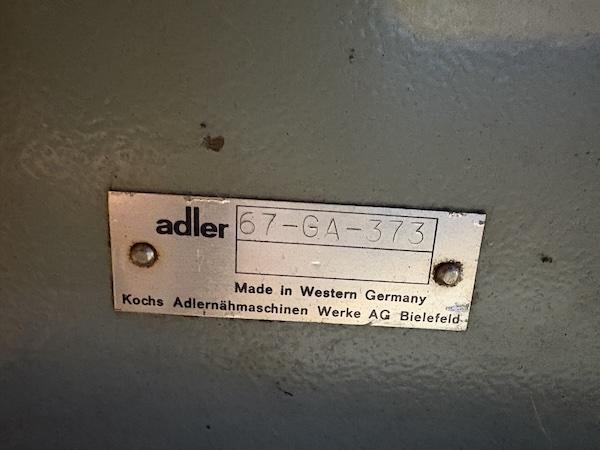 adler 67-GA-373
Made in Western Germany
Kochs Adlernähmaschinen Werke AG Bielefeld